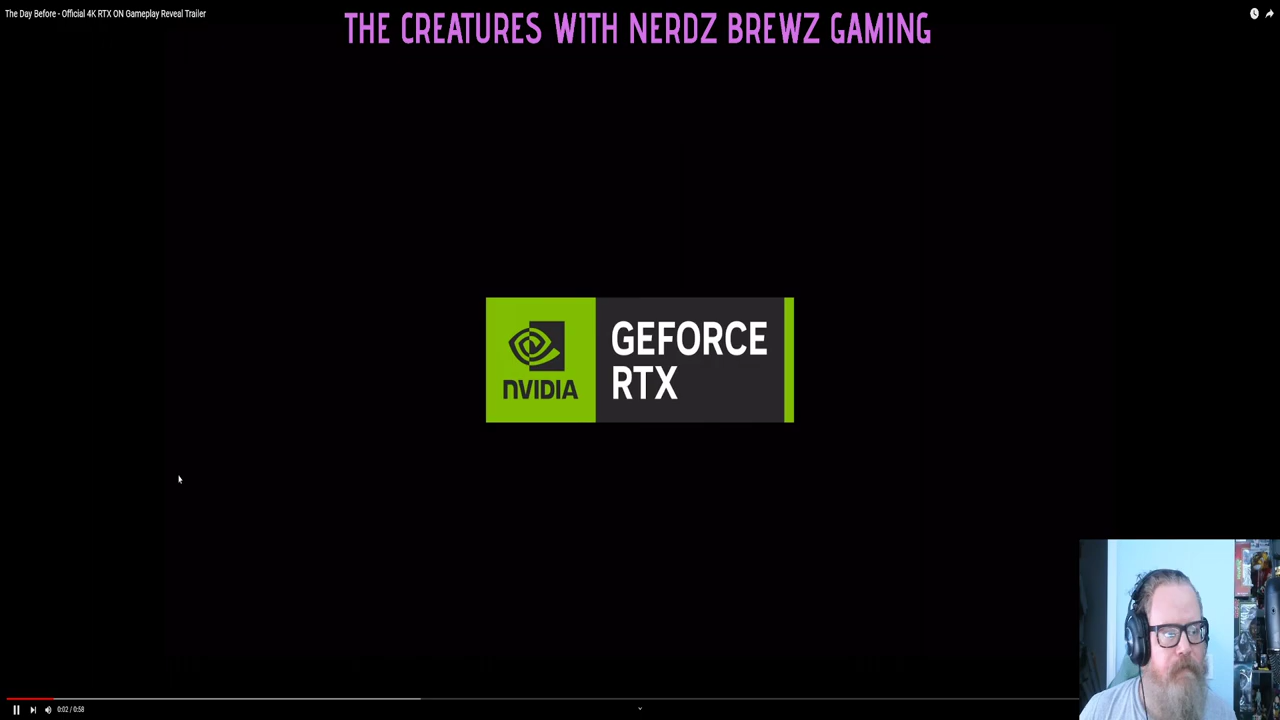 The Day Before - Official 4K RTX ON Gameplay Reveal Trailer
THE CREATURES WITH NERDZ BREWZ GAMING
GEFORCE
RTX
NVIDIA
0:02 / 0:58